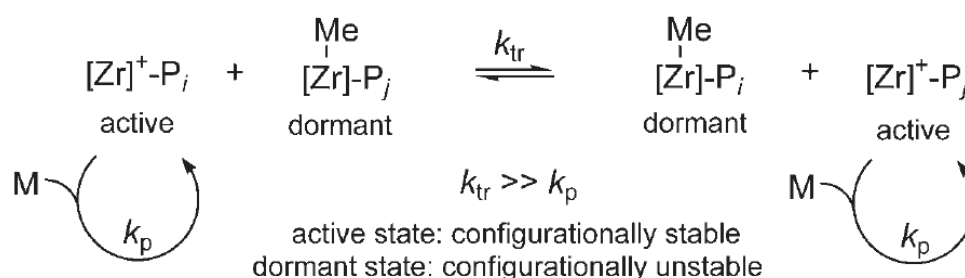 Me Me
[Zr]⁺-Pᵢ + [Zr]-Pⱼ kₜᵣ [Zr]-Pᵢ + [Zr]⁺-Pⱼ
active dormant dormant active
M kₚ kₜᵣ >> kₚ M kₚ
active state: configurationally stable
dormant state: configurationally unstable